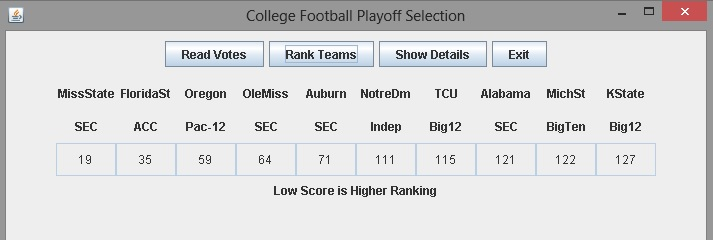 College Football Playoff Selection
Read Votes Rank Teams Show Details Exit
MissState FloridaSt Oregon OleMiss Auburn NotreDm TCU Alabama MichSt KState
SEC ACC Pac-12 SEC SEC Indep Big12 SEC BigTen Big12
19 35 59 64 71 111 115 121 122 127
Low Score is Higher Ranking